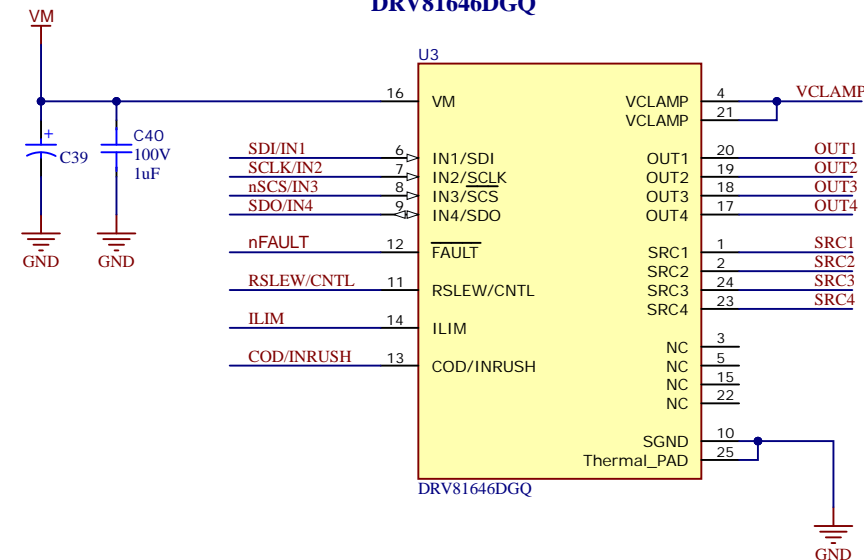 DRV81646DGQ
VM
U3
16 VM
VCLAMP 4 VCLAMP
VCLAMP 21
+
C39
C40
100V
1uF
SDI/IN1 6 IN1/SDI
OUT1 20 OUT1
SCLK/IN2 7 IN2/SCLK
OUT2 19 OUT2
nSCS/IN3 8 IN3/SCS
OUT3 18 OUT3
SDO/IN4 9 IN4/SDO
OUT4 17 OUT4
nFAULT 12 FAULT
SRC1 1 SRC1
SRC2 2 SRC2
RSLEW/CNTL 11 RSLEW/CNTL
SRC3 24 SRC3
SRC4 23 SRC4
GND
GND
ILIM 14 ILIM
NC 3
COD/INRUSH 13 COD/INRUSH
NC 5
NC 15
NC 22
SGND 10
Thermal_PAD 25
DRV81646DGQ
GND